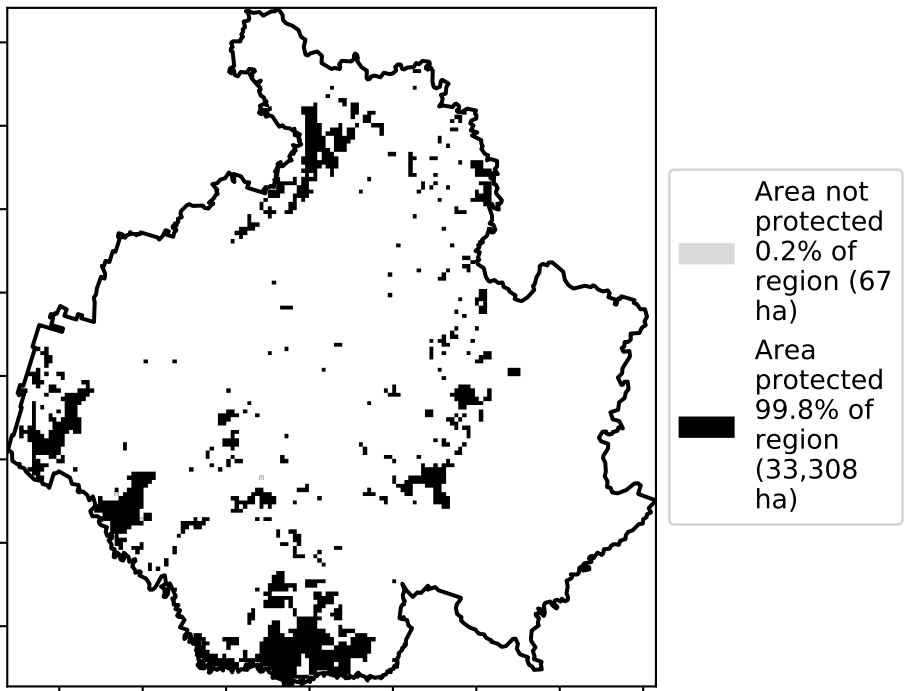 Area not
protected
0.2% of
region (67
ha)
Area
protected
99.8% of
region
(33,308
ha)